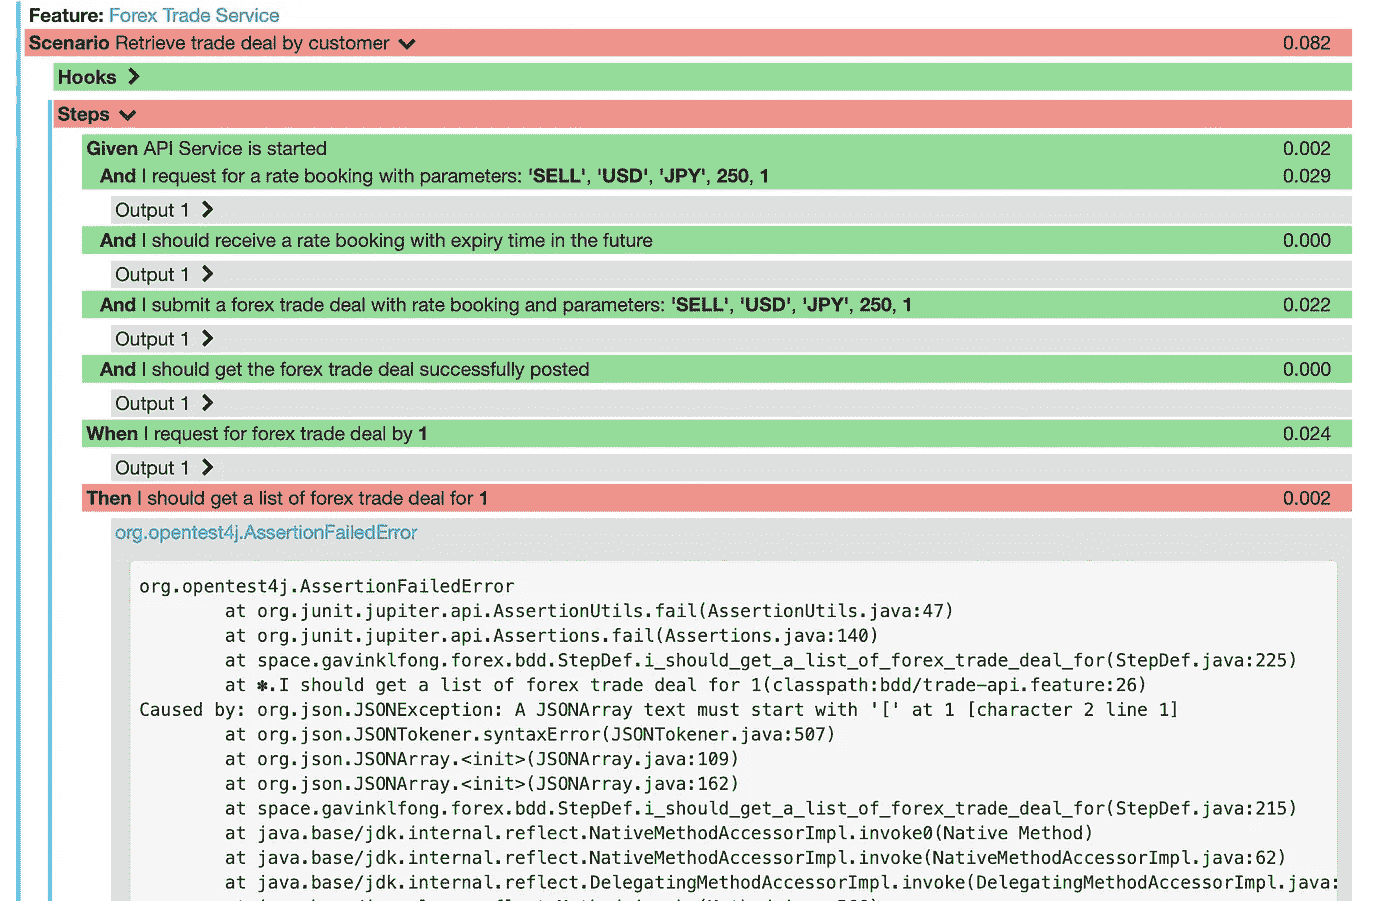 Feature: Forex Trade Service
Scenario Retrieve trade deal by customer 0.082
Hooks
Steps
Given API Service is started 0.002
And I request for a rate booking with parameters: 'SELL', 'USD', 'JPY', 250, 1 0.029
Output 1
And I should receive a rate booking with expiry time in the future 0.000
Output 1
And I submit a forex trade deal with rate booking and parameters: 'SELL', 'USD', 'JPY', 250, 1 0.022
Output 1
And I should get the forex trade deal successfully posted 0.000
Output 1
When I request for forex trade deal by 1 0.024
Output 1
Then I should get a list of forex trade deal for 1 0.002
org.opentest4j.AssertionFailedError
org.opentest4j.AssertionFailedError
at org.junit.jupiter.api.AssertionUtils.fail(AssertionUtils.java:47)
at org.junit.jupiter.api.Assertions.fail(Assertions.java:140)
at space.gavinklfong.forex.bdd.StepDef.i_should_get_a_list_of_forex_trade_deal_for(StepDef.java:225)
at ✽.I should get a list of forex trade deal for 1(classpath:bdd/trade-api.feature:26)
Caused by: org.json.JSONException: A JSONArray text must start with '[' at 1 [character 2 line 1]
at org.json.JSONTokener.syntaxError(JSONTokener.java:507)
at org.json.JSONArray.<init>(JSONArray.java:109)
at org.json.JSONArray.<init>(JSONArray.java:162)
at space.gavinklfong.forex.bdd.StepDef.i_should_get_a_list_of_forex_trade_deal_for(StepDef.java:215)
at java.base/jdk.internal.reflect.NativeMethodAccessorImpl.invoke0(Native Method)
at java.base/jdk.internal.reflect.NativeMethodAccessorImpl.invoke(NativeMethodAccessorImpl.java:62)
at java.base/jdk.internal.reflect.DelegatingMethodAccessorImpl.invoke(DelegatingMethodAccessorImpl.java: